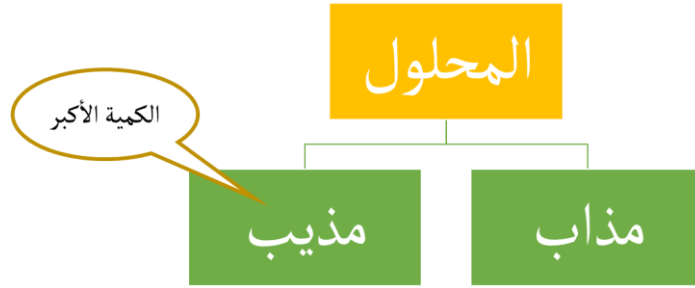 المحلول
الكمية الأكبر
مذاب
مذيب